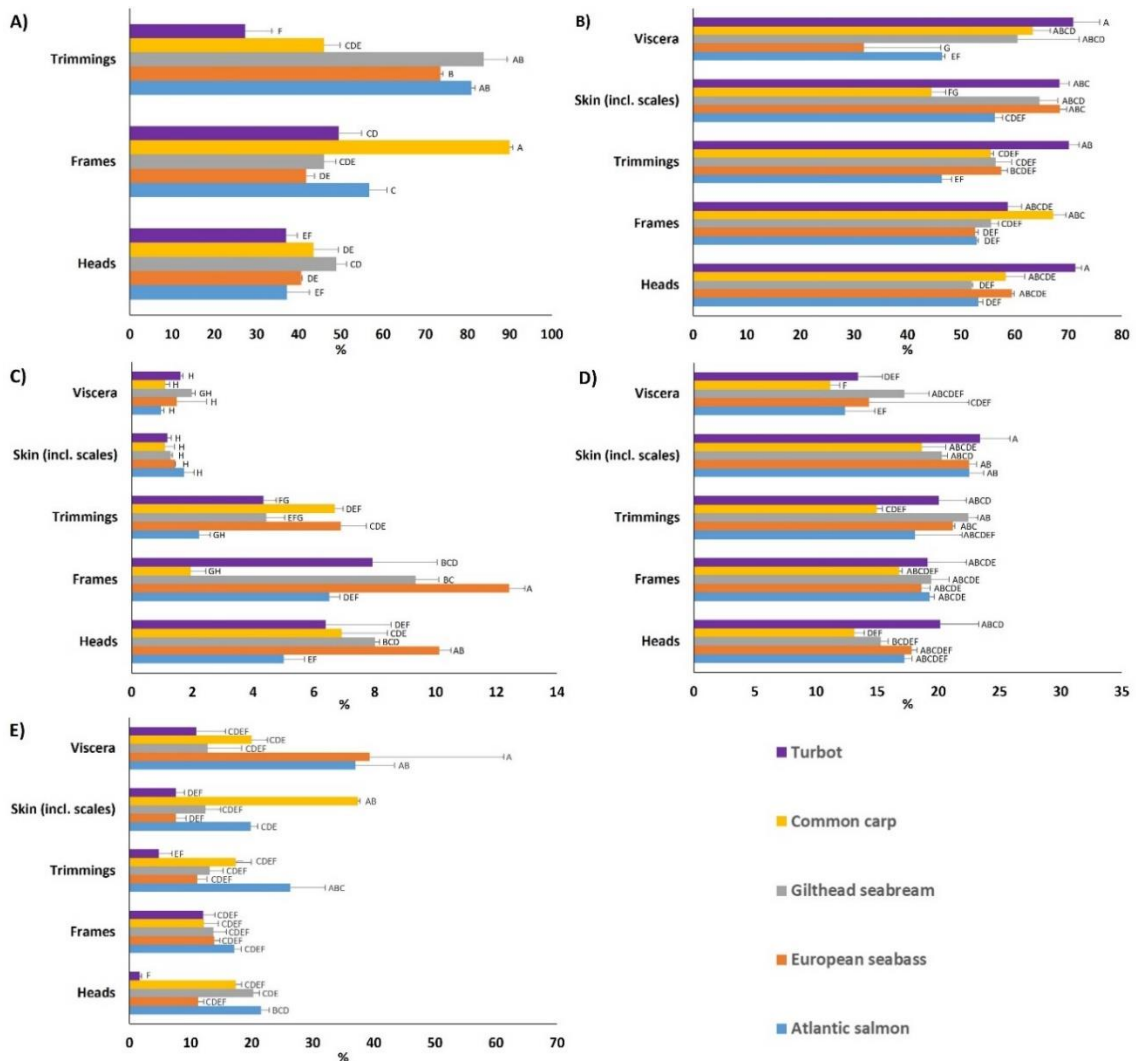 A)
Trimmings
F
CDE
AB
B
AB
Frames
CD
A
CDE
DE
C
Heads
EF
DE
CD
DE
EF
0 10 20 30 40 50 60 70 80 90 100
%
B)
Viscera
A
ABCD
ABCD
G
EF
Skin (incl. scales)
ABC
FG
ABCD
ABC
CDEF
Trimmings
AB
CDEF
CDEF
BCDEF
EF
Frames
ABCDE
ABC
CDEF
DEF
DEF
Heads
A
ABCDE
DEF
ABCDE
DEF
0 10 20 30 40 50 60 70 80
%
C)
Viscera
H
H
GH
H
H
Skin (incl. scales)
H
H
H
H
H
Trimmings
FG
DEF
EFG
CDE
GH
Frames
BCD
GH
BC
A
DEF
Heads
DEF
CDE
BCD
AB
EF
0 2 4 6 8 10 12 14
%
D)
Viscera
DEF
F
ABCDEF
CDEF
EF
Skin (incl. scales)
A
ABCDE
ABCD
AB
AB
Trimmings
ABCD
CDEF
AB
ABC
ABCDEF
Frames
ABCDE
ABCDEF
ABCDE
ABCDE
ABCDE
Heads
ABCD
DEF
BCDEF
ABCDEF
ABCDEF
0 5 10 15 20 25 30 35
%
E)
Viscera
CDEF
CDE
CDEF
A
AB
Skin (incl. scales)
DEF
AB
CDEF
DEF
CDE
Trimmings
EF
CDEF
CDEF
CDEF
ABC
Frames
CDEF
CDEF
CDEF
CDEF
CDEF
Heads
F
CDEF
CDE
CDEF
BCD
0 10 20 30 40 50 60 70
%
Turbot
Common carp
Gilthead seabream
European seabass
Atlantic salmon